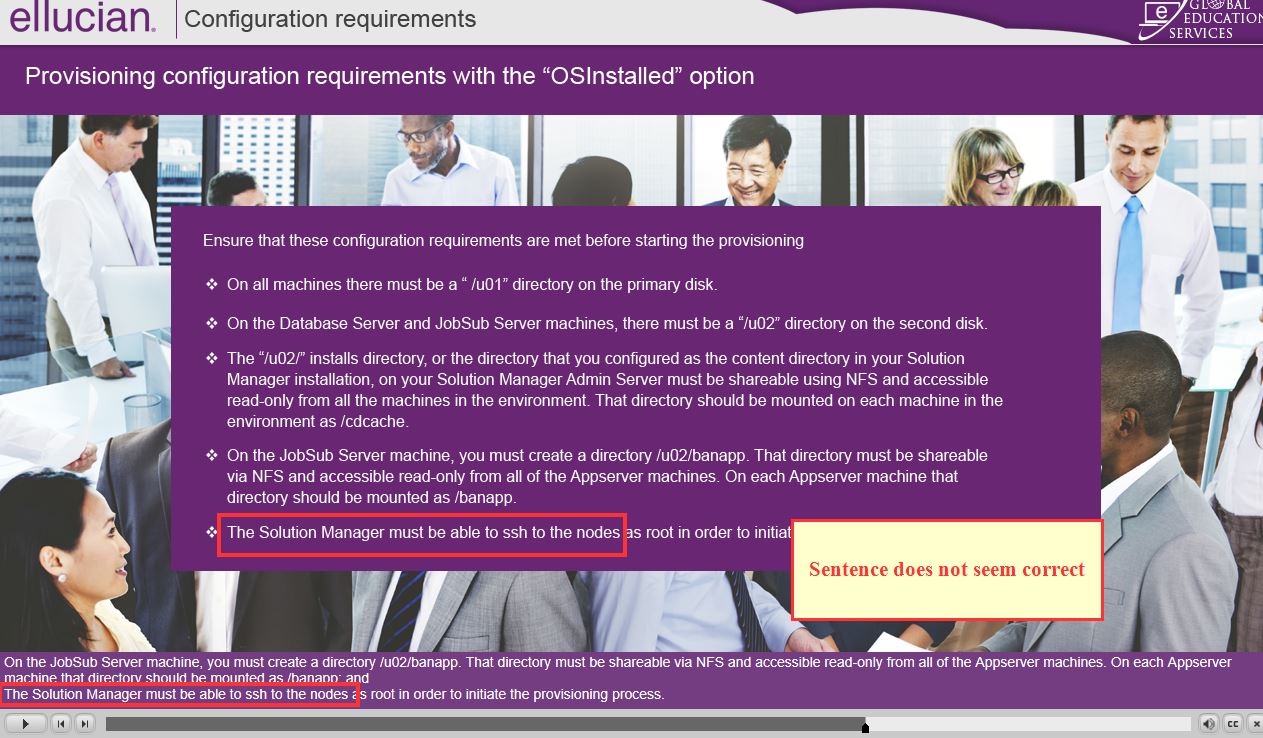 ellucian.
Configuration requirements
GLOBAL
EDUCATION
SERVICES
e
Provisioning configuration requirements with the “OSInstalled” option
Ensure that these configuration requirements are met before starting the provisioning
❖ On all machines there must be a “ /u01” directory on the primary disk.
❖ On the Database Server and JobSub Server machines, there must be a “/u02” directory on the second disk.
❖ The “/u02/” installs directory, or the directory that you configured as the content directory in your Solution
Manager installation, on your Solution Manager Admin Server must be shareable using NFS and accessible
read-only from all the machines in the environment. That directory should be mounted on each machine in the
environment as /cdcache.
❖ On the JobSub Server machine, you must create a directory /u02/banapp. That directory must be shareable
via NFS and accessible read-only from all of the Appserver machines. On each Appserver machine that
directory should be mounted as /banapp.
❖ The Solution Manager must be able to ssh to the nodes as root in order to initiat
Sentence does not seem correct
On the JobSub Server machine, you must create a directory /u02/banapp. That directory must be shareable via NFS and accessible read-only from all of the Appserver machines. On each Appserver
machine that directory should be mounted as /banapp; and
The Solution Manager must be able to ssh to the nodes as root in order to initiate the provisioning process.
CC